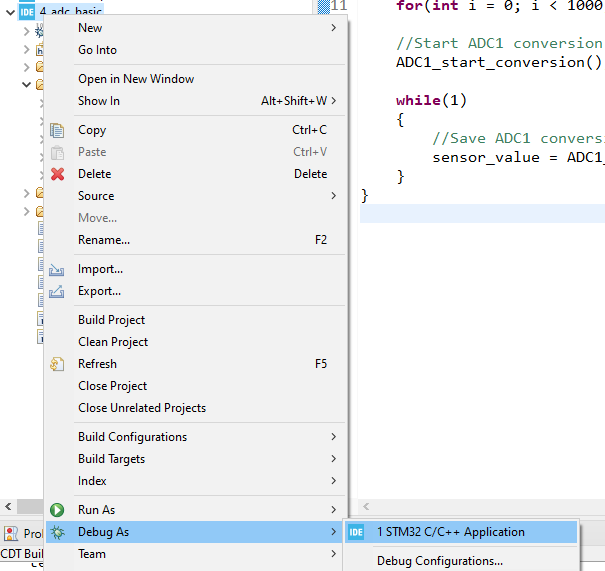 4_adc_basic
New
Go Into
Open in New Window
Show In Alt+Shift+W
Copy Ctrl+C
Paste Ctrl+V
Delete Delete
Source
Move...
Rename... F2
Import...
Export...
Build Project
Clean Project
Refresh F5
Close Project
Close Unrelated Projects
Build Configurations
Build Targets
Index
Run As
Debug As
Team
IDE 1 STM32 C/C++ Application
Debug Configurations...
11 for(int i = 0; i < 1000
//Start ADC1 conversion
ADC1_start_conversion()
while(1)
{
//Save ADC1 convers
sensor_value = ADC1_
}
}
IDE
CDT Buil